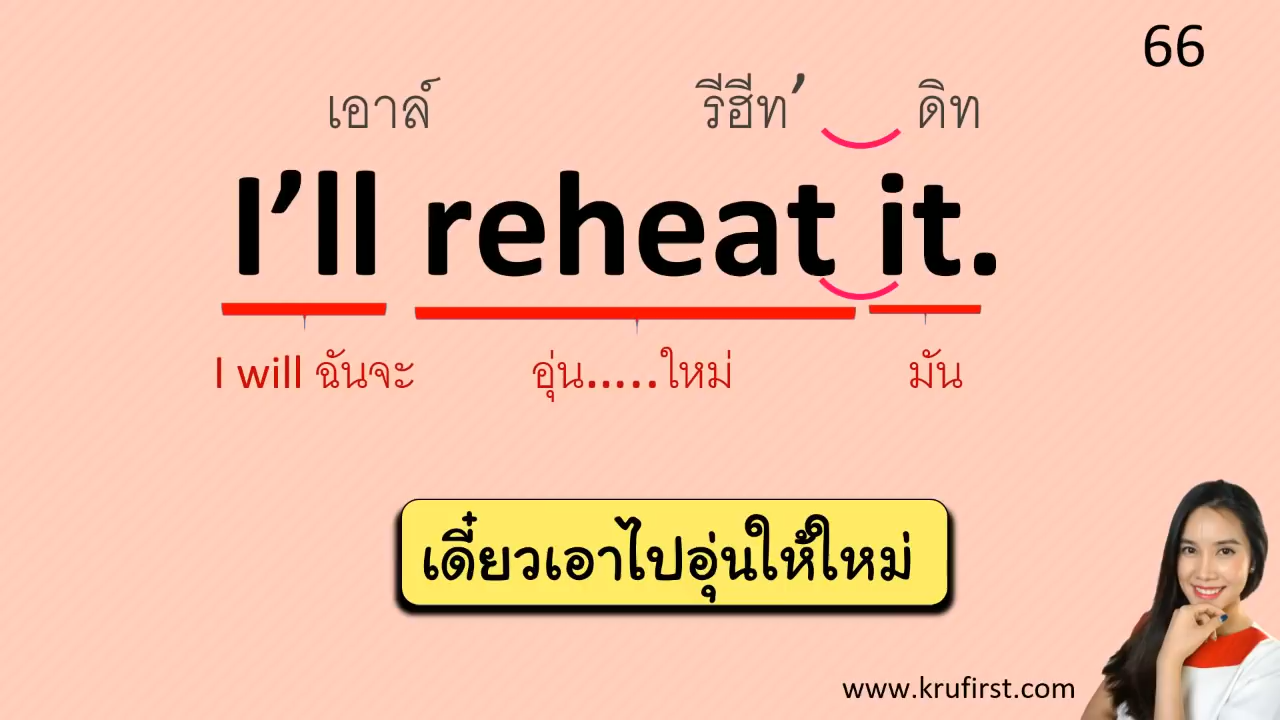 66
เอาล์ รีฮีท’ ดิท
I’ll reheat it.
I will ฉันจะ อุ่น.....ใหม่ มัน
เดี๋ยวเอาไปอุ่นให้ใหม่
www.krufirst.com